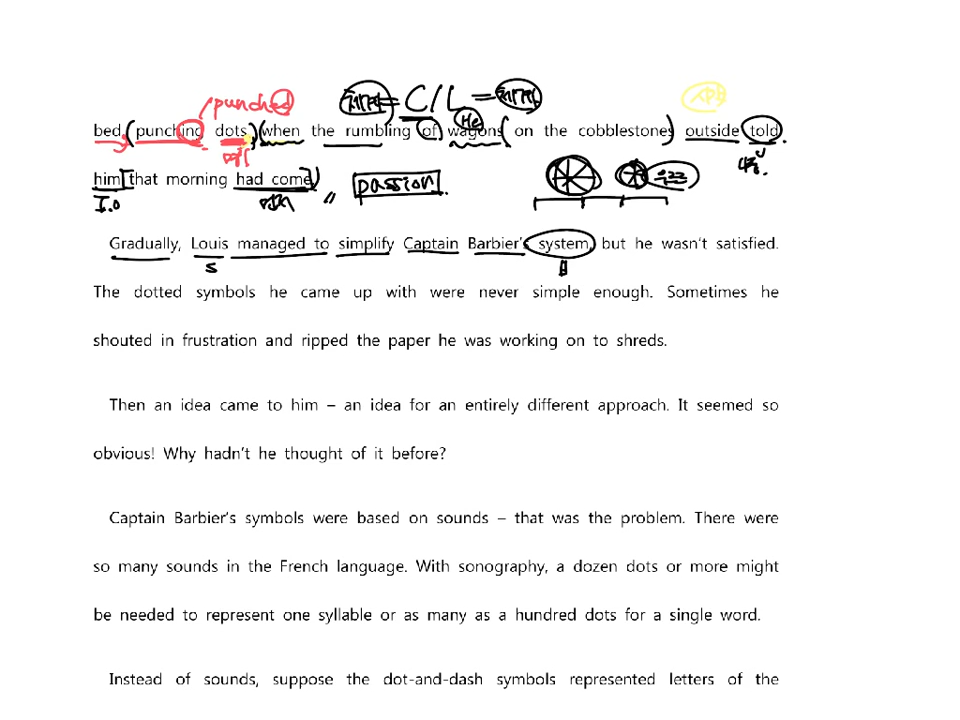 punched = C/L =
bed, punching dots, when the rumbling of wagons on the cobblestones outside told
He
him that morning had come.
I.O passion.
Gradually, Louis managed to simplify Captain Barbier's system, but he wasn't satisfied.
S
The dotted symbols he came up with were never simple enough. Sometimes he
shouted in frustration and ripped the paper he was working on to shreds.
Then an idea came to him – an idea for an entirely different approach. It seemed so
obvious! Why hadn't he thought of it before?
Captain Barbier's symbols were based on sounds – that was the problem. There were
so many sounds in the French language. With sonography, a dozen dots or more might
be needed to represent one syllable or as many as a hundred dots for a single word.
Instead of sounds, suppose the dot-and-dash symbols represented letters of the